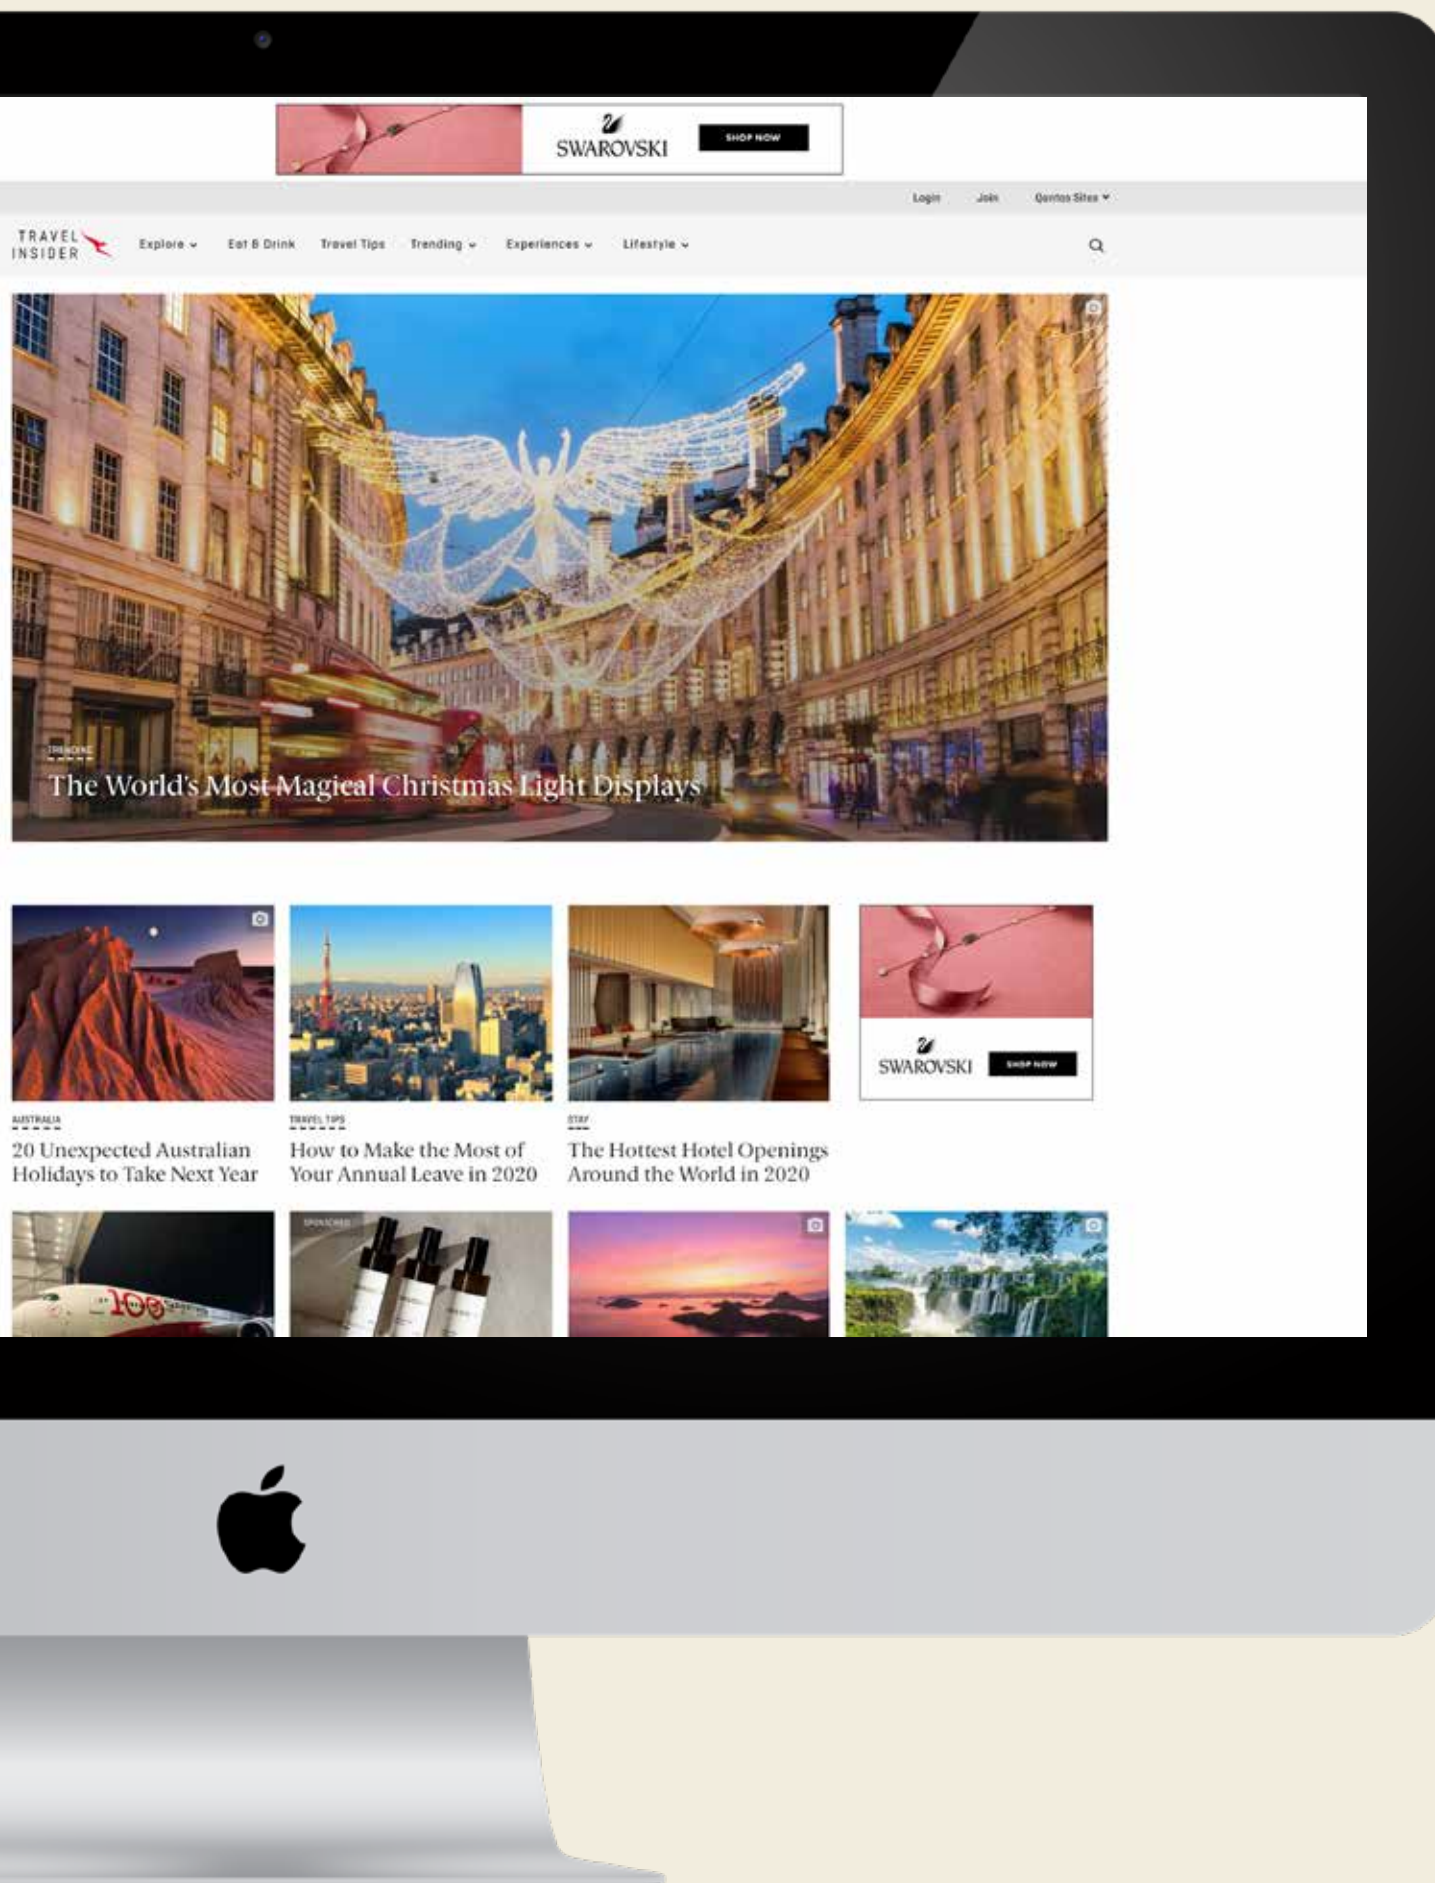 SWAROVSKI
SHOP NOW
Login Join Qantas Sites
TRAVEL
INSIDER
Explore Eat & Drink Travel Tips Trending Experiences Lifestyle
TRENDING
The World's Most Magical Christmas Light Displays
SWAROVSKI
SHOP NOW
AUSTRALIA
20 Unexpected Australian
Holidays to Take Next Year
TRAVEL TIPS
How to Make the Most of
Your Annual Leave in 2020
STAY
The Hottest Hotel Openings
Around the World in 2020
100
SPONSORED